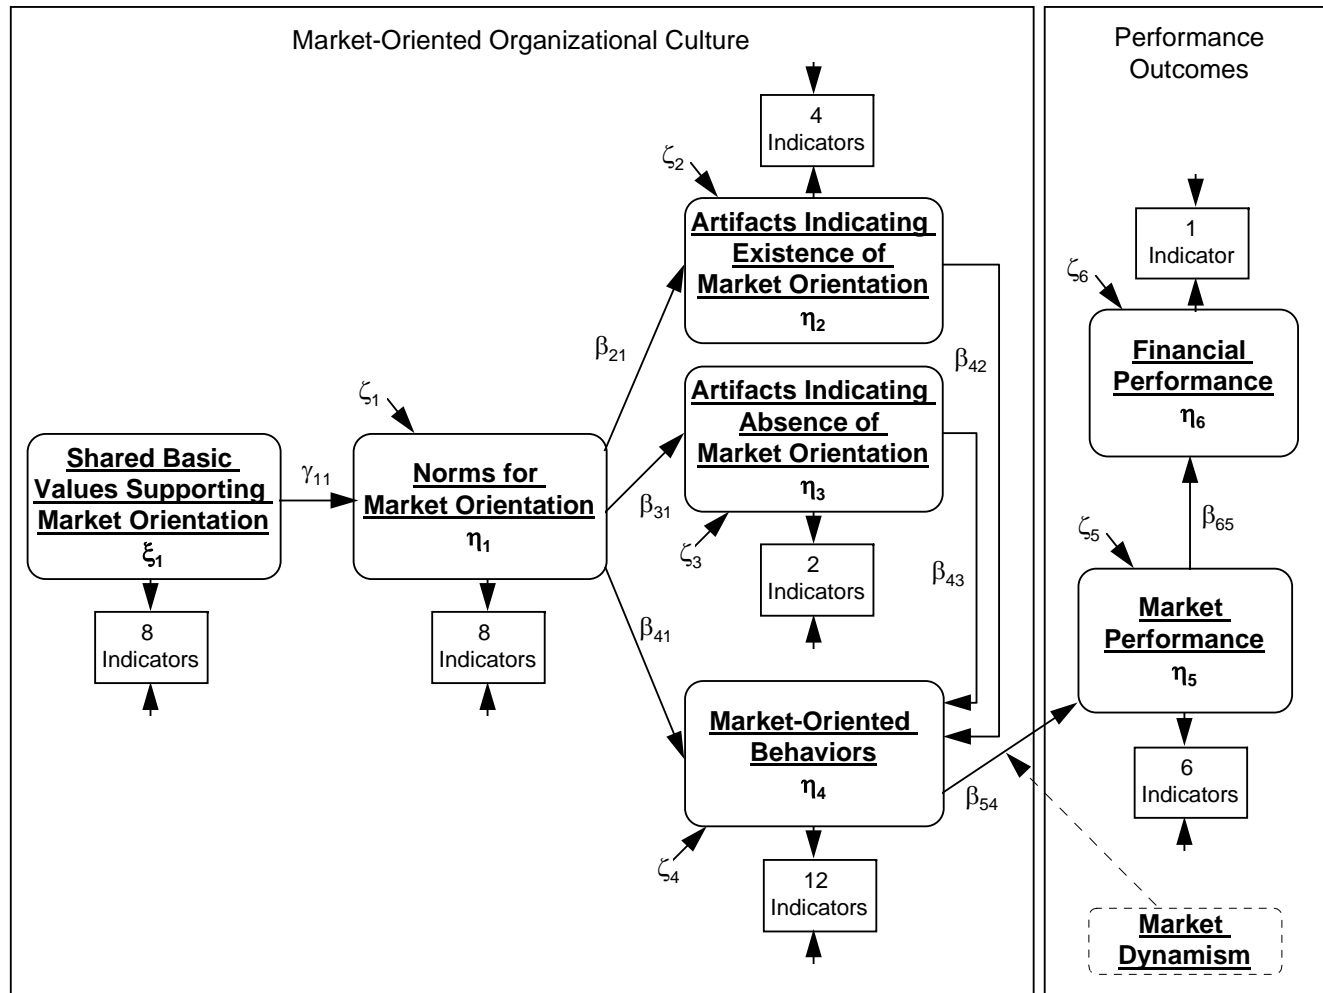 Market-Oriented Organizational Culture
Performance
Outcomes
4
Indicators
ζ2
Artifacts Indicating
Existence of
Market Orientation
η2
β21
β42
1
Indicator
ζ6
Financial
Performance
η6
ζ1
Artifacts Indicating
Absence of
Market Orientation
η3
Shared Basic
Values Supporting
Market Orientation
ξ1
γ11
Norms for
Market Orientation
η1
β31
ζ3
2
Indicators
β43
β65
ζ5
8
Indicators
8
Indicators
β41
Market
Performance
η5
Market-Oriented
Behaviors
η4
β54
6
Indicators
ζ4
12
Indicators
Market
Dynamism